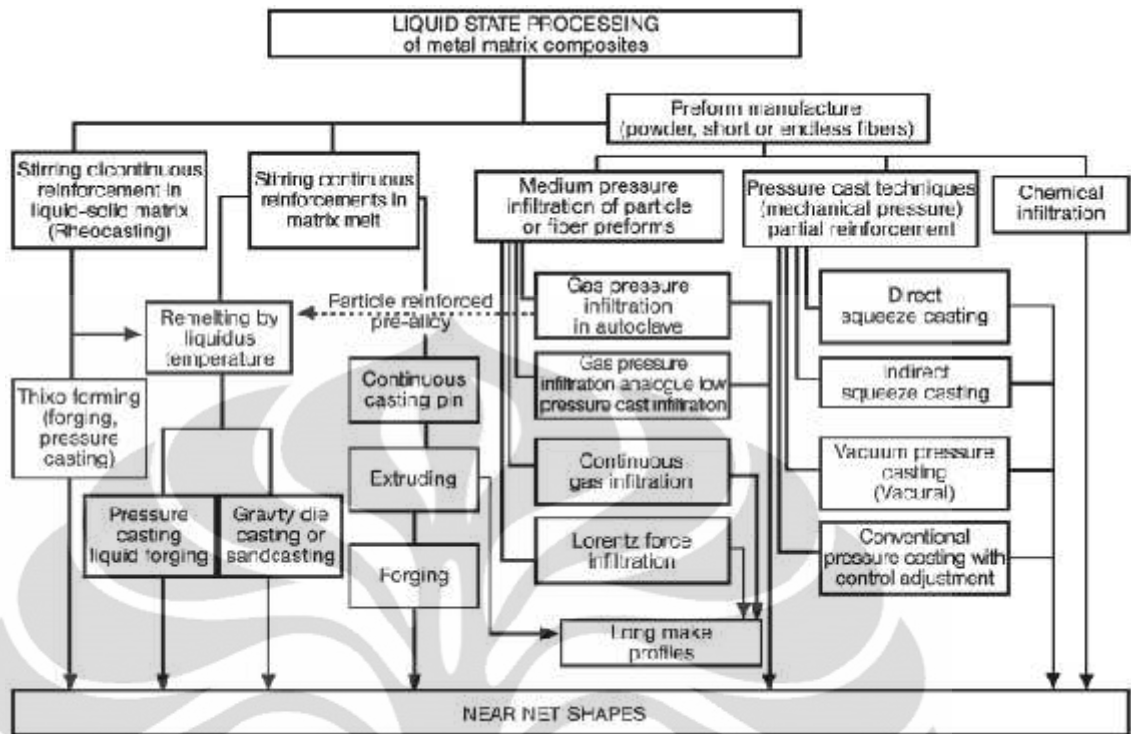 LIQUID STATE PROCESSING
of metal matrix composites
Preform manufacture
(powder, short or endless fibers)
Stirring dicontinuous
reinforcement in
liquid-solid matrix
(Rheocasting)
Stirring continuous
reinforcements in
matrix melt
Medium pressure
infiltration of particle
or fiber preforms
Pressure cast techniques
(mechanical pressure)
partial reinforcement
Chemical
infiltration
Particle reinforced
pre-alloy
Remelting by
liquidus
temperature
Gas pressure
infiltration
in autoclave
Direct
squeeze casting
Thixo forming
(forging,
pressure
casting)
Continuous
casting pin
Gas pressure
infiltration analogue low
pressure cast infiltration
Indirect
squeeze casting
Extruding
Continuous
gas infiltration
Vacuum pressure
casting
(Vacural)
Pressure
casting
liquid forging
Gravty die
casting or
sandcasting
Forging
Lorentz force
infiltration
Conventional
pressure casting with
control adjustment
Long make
profiles
NEAR NET SHAPES